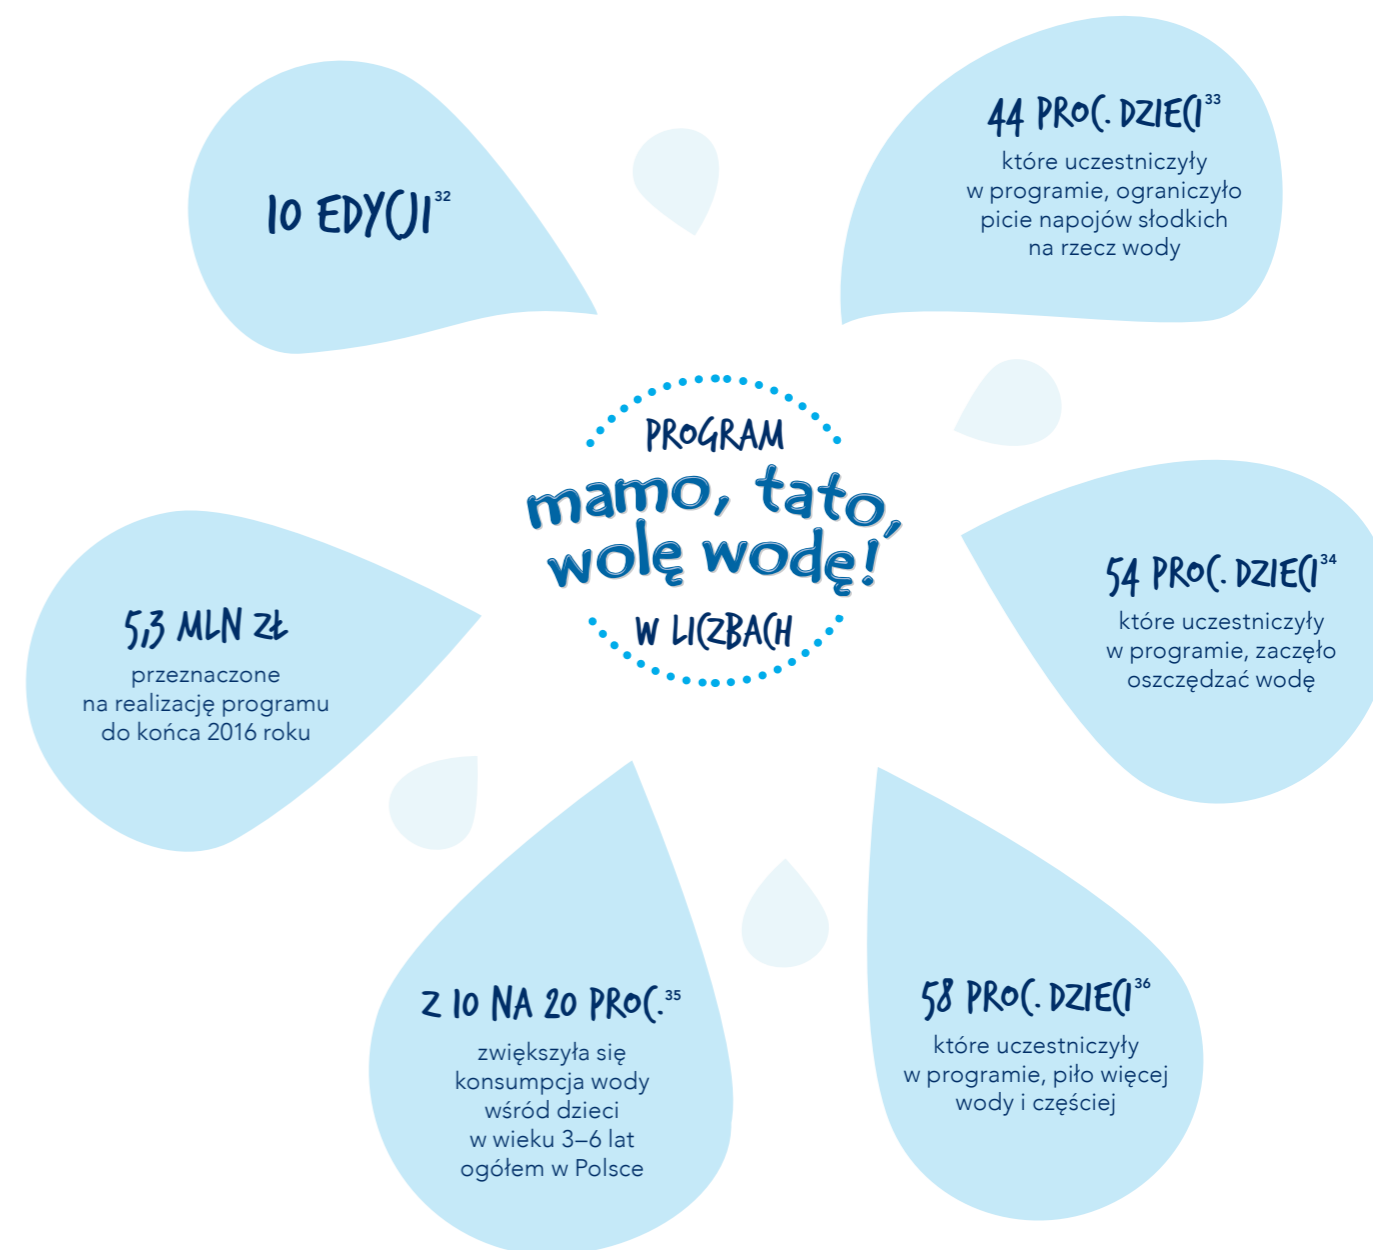 10 EDYCJI³²
44 PROC. DZIECI³³
które uczestniczyły
w programie, ograniczyło
picie napojów słodkich
na rzecz wody
PROGRAM
mamo, tato,
wolę wodę!
W LICZBACH
54 PROC. DZIECI³⁴
które uczestniczyły
w programie, zaczęło
oszczędzać wodę
5,3 MLN ZŁ
przeznaczone
na realizację programu
do końca 2016 roku
Z 10 NA 20 PROC.³⁵
zwiększyła się
konsumpcja wody
wśród dzieci
w wieku 3–6 lat
ogółem w Polsce
58 PROC. DZIECI³⁶
które uczestniczyły
w programie, piło więcej
wody i częściej